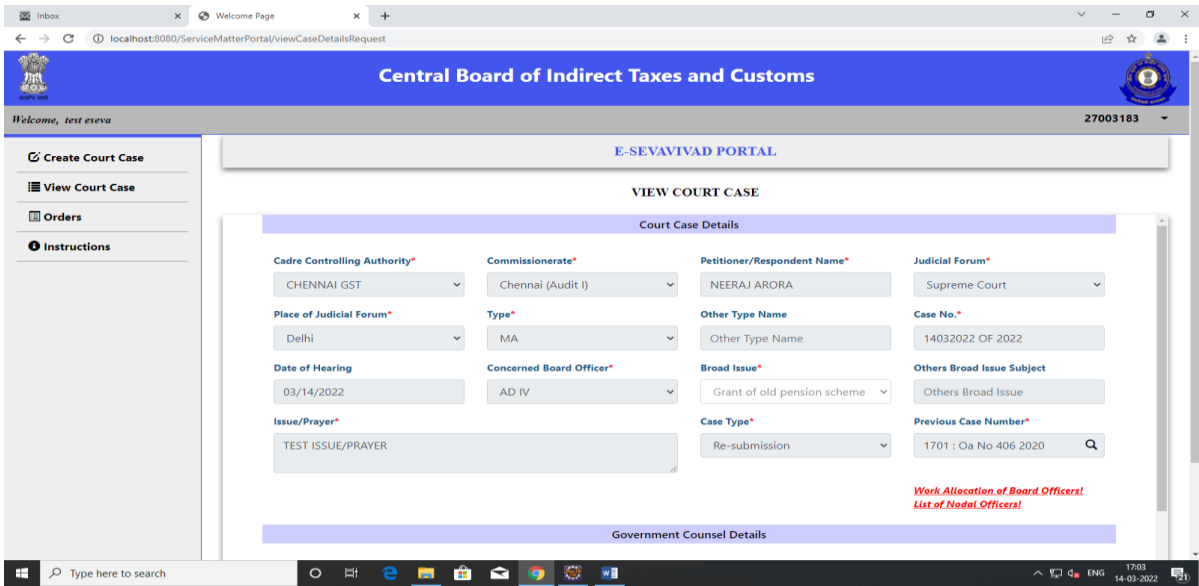 Inbox
Welcome Page
localhost:8080/ServiceMatterPortal/viewCaseDetailsRequest
Central Board of Indirect Taxes and Customs
Welcome, test eseva
27003183
Create Court Case
View Court Case
Orders
Instructions
E-SEVAVIVAD PORTAL
VIEW COURT CASE
Court Case Details
Cadre Controlling Authority* Commissionerate* Petitioner/Respondent Name* Judicial Forum*
CHENNAI GST Chennai (Audit I) NEERAJ ARORA Supreme Court
Place of Judicial Forum* Type* Other Type Name Case No.*
Delhi MA Other Type Name 14032022 OF 2022
Date of Hearing Concerned Board Officer* Broad Issue* Others Broad Issue Subject
03/14/2022 AD IV Grant of old pension scheme Others Broad Issue
Issue/Prayer* Case Type* Previous Case Number*
TEST ISSUE/PRAYER Re-submission 1701 : Oa No 406 2020
Work Allocation of Board Officers!
List of Nodal Officers!
Government Counsel Details
Type here to search
ENG
17:03
14-03-2022